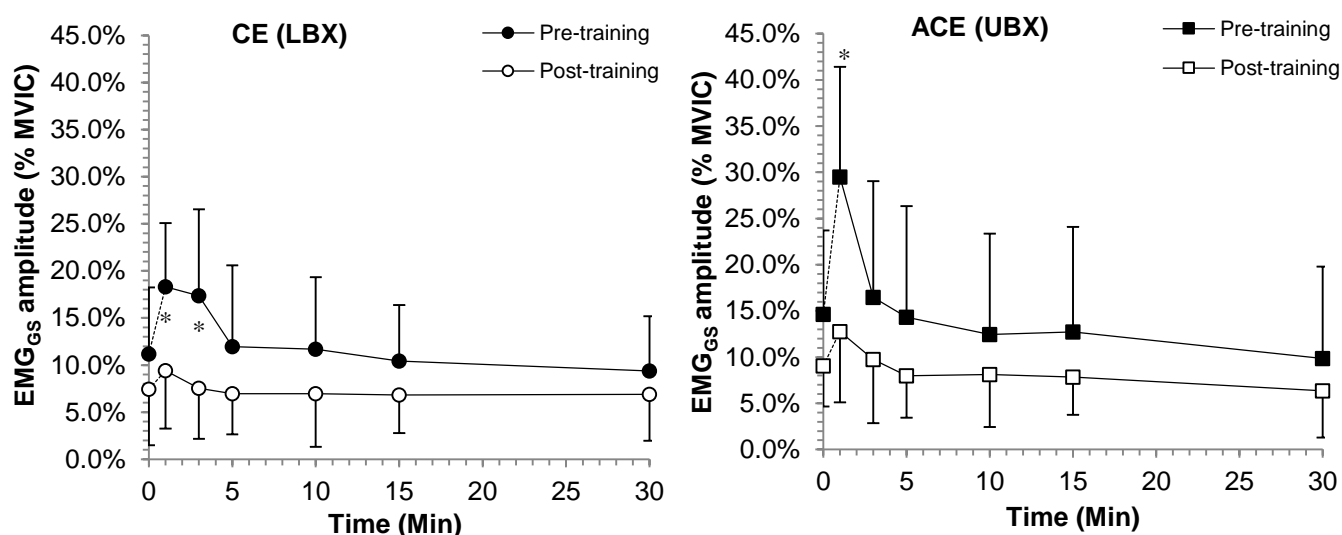 CE (LBX)
Pre-training
Post-training
45.0%
40.0%
35.0%
30.0%
25.0%
20.0%
15.0%
10.0%
5.0%
0.0%
EMG_GS amplitude (% MVIC)
*
*
0 5 10 15 20 25 30
Time (Min)
ACE (UBX)
Pre-training
Post-training
45.0%
40.0%
35.0%
30.0%
25.0%
20.0%
15.0%
10.0%
5.0%
0.0%
EMG_GS amplitude (% MVIC)
*
0 5 10 15 20 25 30
Time (Min)